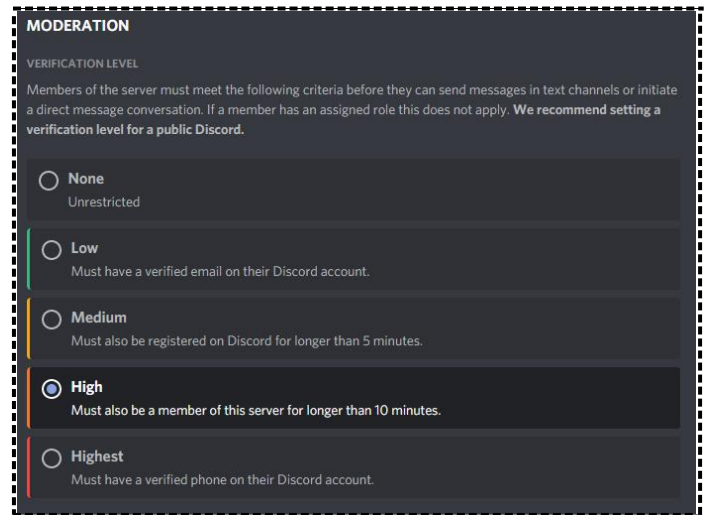 MODERATION
VERIFICATION LEVEL
Members of the server must meet the following criteria before they can send messages in text channels or initiate
a direct message conversation. If a member has an assigned role this does not apply. We recommend setting a
verification level for a public Discord.
None
Unrestricted
Low
Must have a verified email on their Discord account.
Medium
Must also be registered on Discord for longer than 5 minutes.
High
Must also be a member of this server for longer than 10 minutes.
Highest
Must have a verified phone on their Discord account.